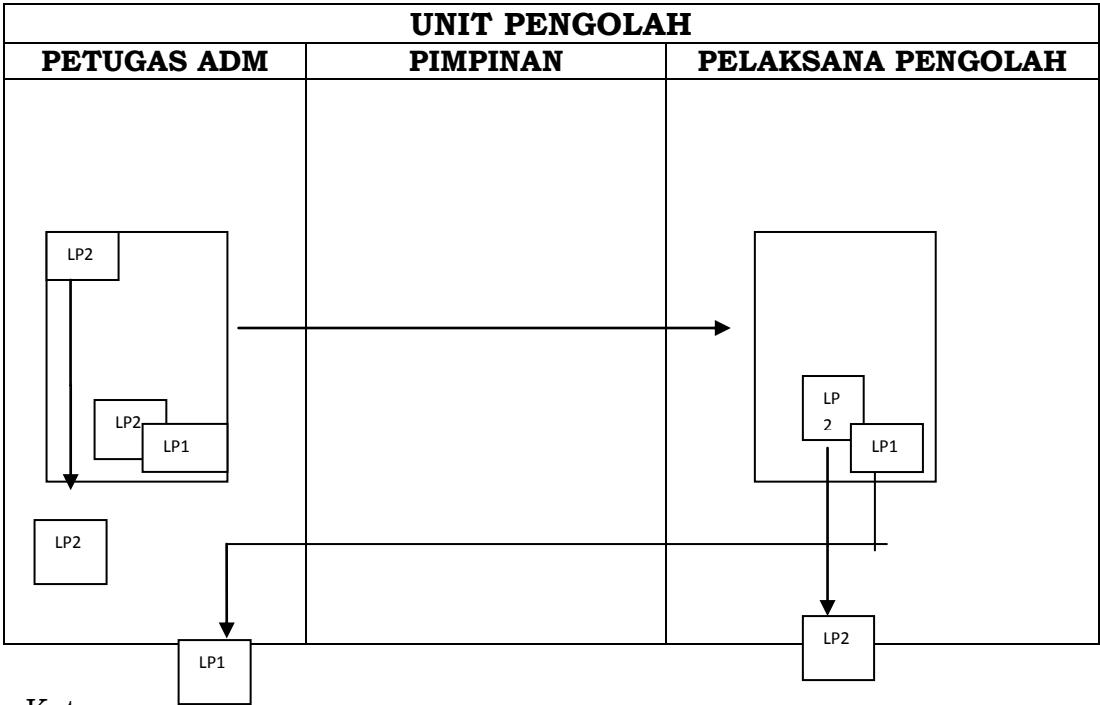 UNIT PENGOLAH
PETUGAS ADM
PIMPINAN
PELAKSANA PENGOLAH
LP2
LP2
LP1
LP
2
LP1
LP2
LP2
LP1